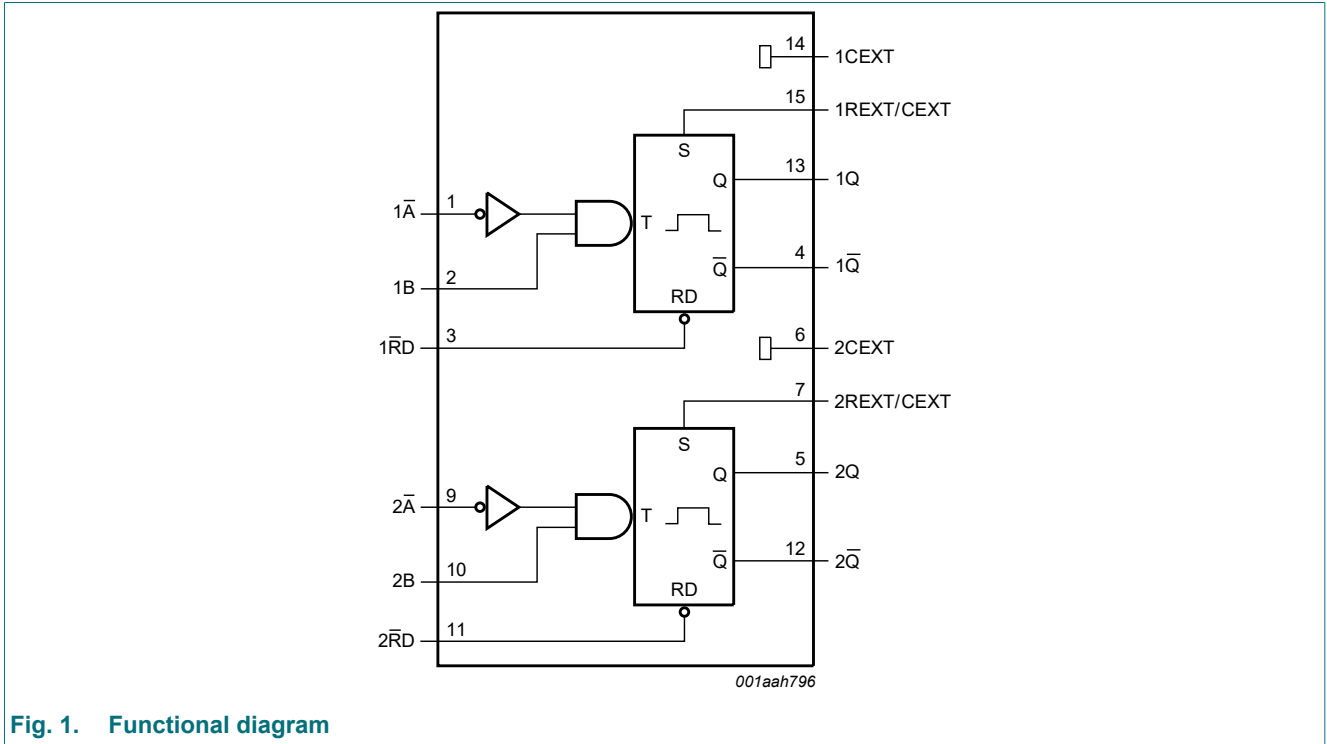 14 1CEXT
15 1REXT/CEXT
S
Q 13 1Q
1A̅ 1
T
Q̅ 4 1Q̅
1B 2
RD
1R̅D 3
6 2CEXT
7 2REXT/CEXT
S
Q 5 2Q
2A̅ 9
T
Q̅ 12 2Q̅
2B 10
RD
2R̅D 11
001aah796
Fig. 1. Functional diagram